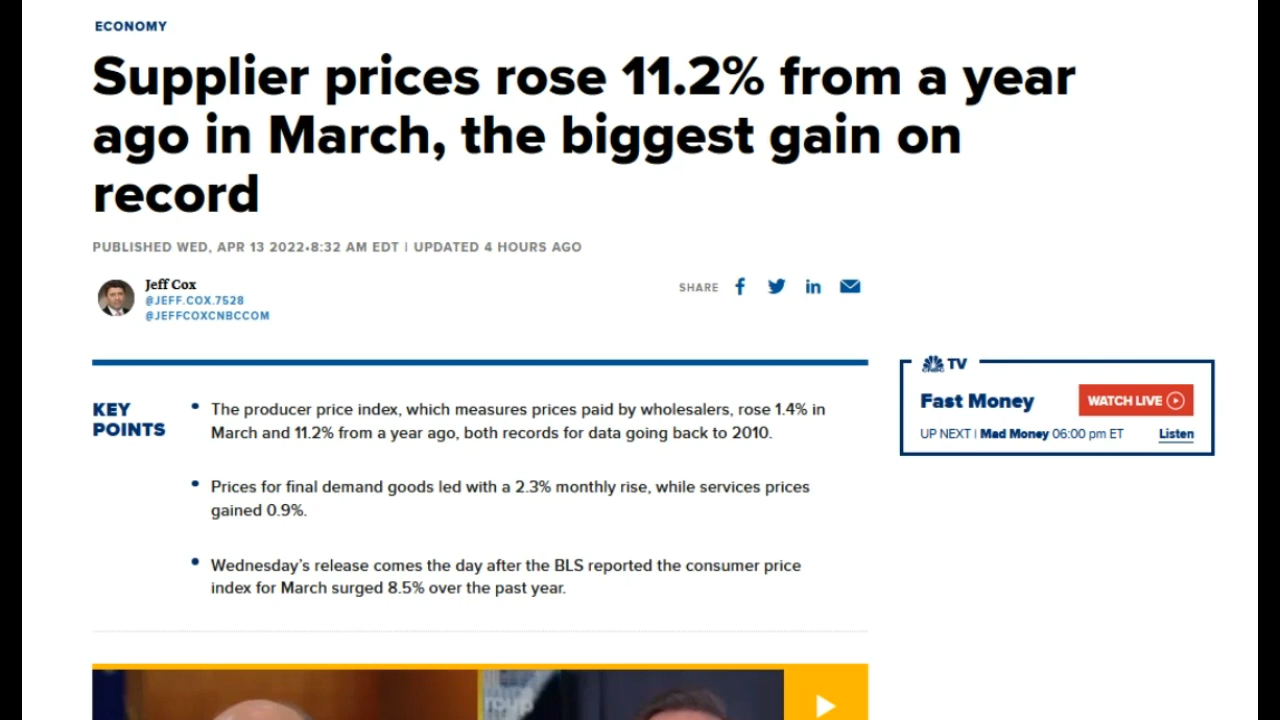 ECONOMY
Supplier prices rose 11.2% from a year
ago in March, the biggest gain on
record
PUBLISHED WED, APR 13 2022•8:32 AM EDT | UPDATED 4 HOURS AGO
Jeff Cox
@JEFF.COX.7528
@JEFFCOXCNBCCOM
SHARE
KEY
POINTS
• The producer price index, which measures prices paid by wholesalers, rose 1.4% in
March and 11.2% from a year ago, both records for data going back to 2010.
• Prices for final demand goods led with a 2.3% monthly rise, while services prices
gained 0.9%.
• Wednesday's release comes the day after the BLS reported the consumer price
index for March surged 8.5% over the past year.
CNBC TV
Fast Money
WATCH LIVE
UP NEXT | Mad Money 06:00 pm ET
Listen